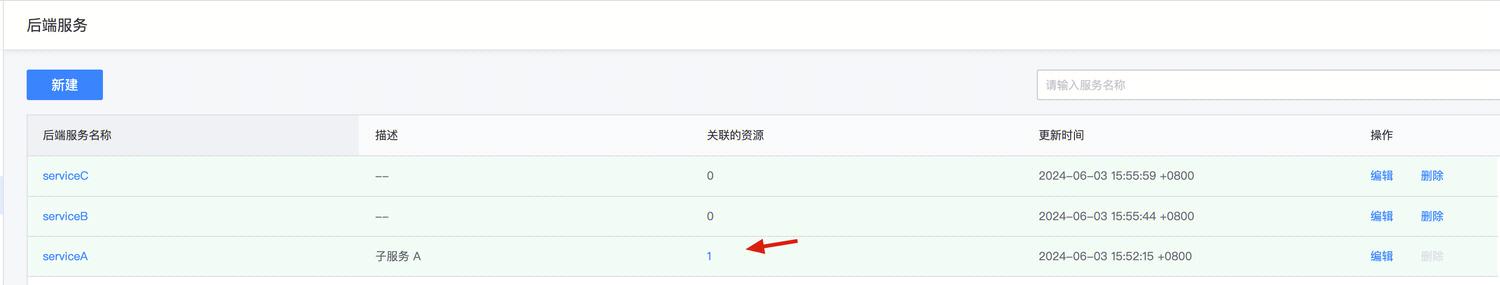 后端服务
新建
请输入服务名称
后端服务名称 描述 关联的资源 更新时间 操作
serviceC -- 0 2024-06-03 15:55:59 +0800 编辑 删除
serviceB -- 0 2024-06-03 15:55:44 +0800 编辑 删除
serviceA 子服务 A 1 2024-06-03 15:52:15 +0800 编辑 删除